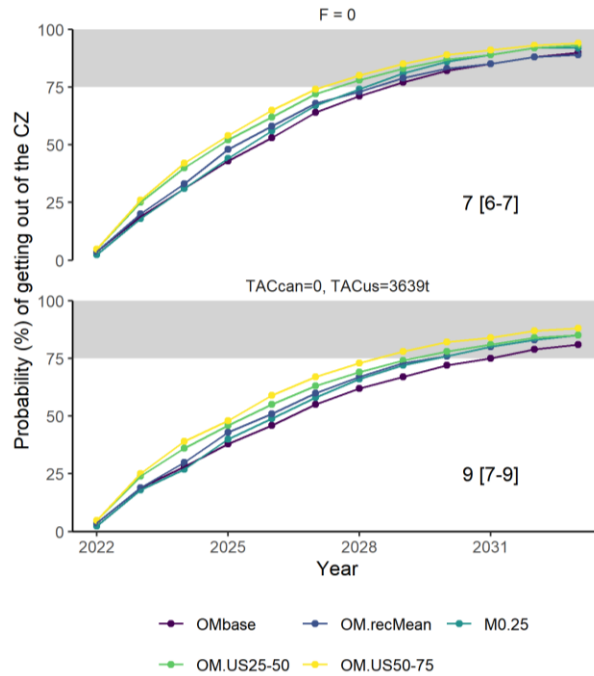 F = 0
100
75
50
25
0
7 [6-7]
TACcan=0, TACus=3639t
100
75
50
25
0
9 [7-9]
2022 2025 2028 2031
Year
Probability (%) of getting out of the CZ
OMbase OM.recMean M0.25
OM.US25-50 OM.US50-75